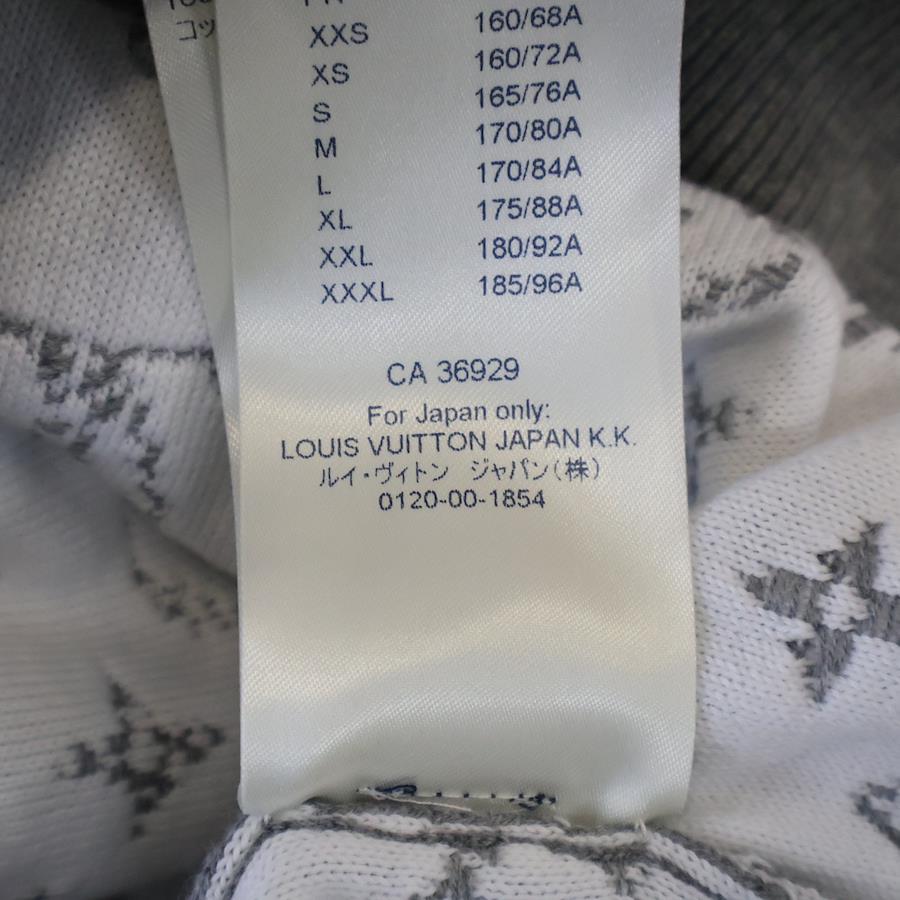 コッ
XXS 160/68A
XS 160/72A
S 165/76A
M 170/80A
L 170/84A
XL 175/88A
XXL 180/92A
XXXL 185/96A
CA 36929
For Japan only:
LOUIS VUITTON JAPAN K.K.
ルイ・ヴィトン ジャパン(株)
0120-00-1854